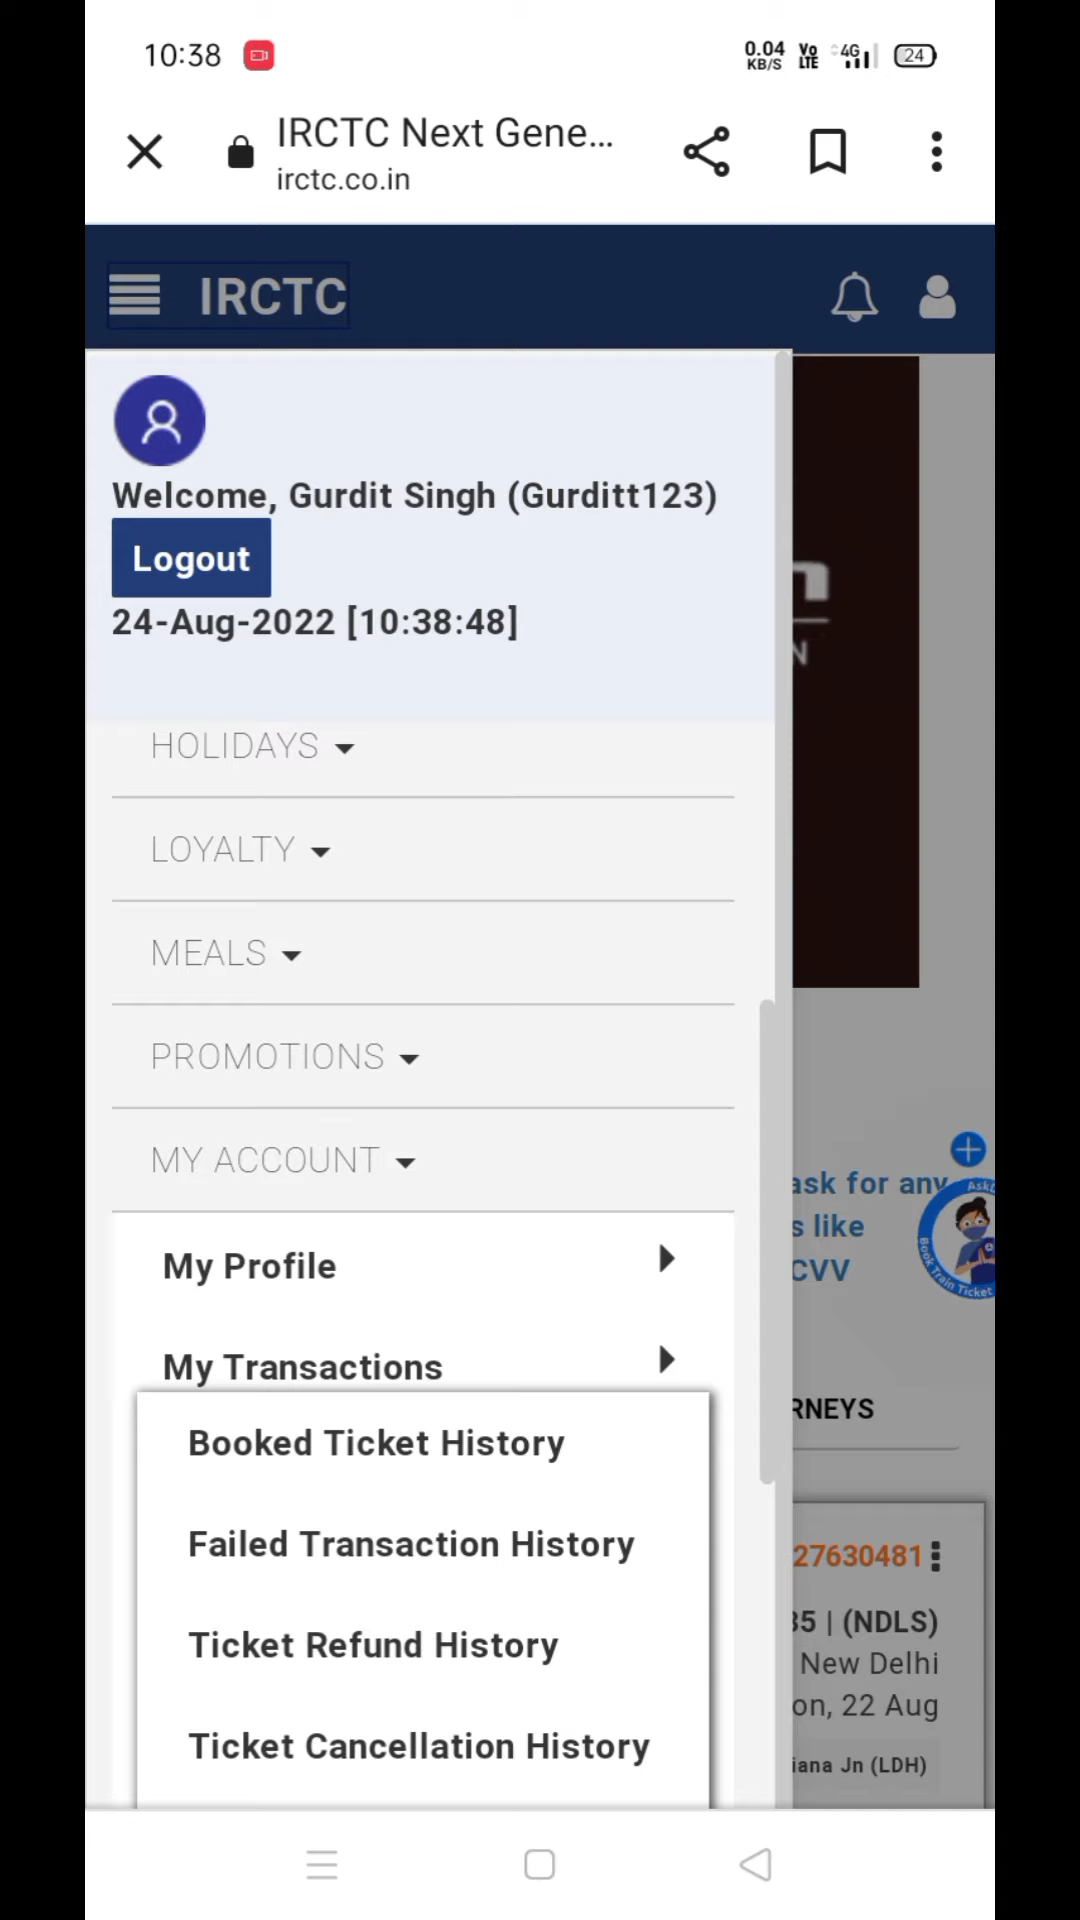 10:38
0.04 KB/S Vo LTE 4G 24
IRCTC Next Gene...
irctc.co.in
IRCTC
Welcome, Gurdit Singh (Gurditt123)
Logout
24-Aug-2022 [10:38:48]
N
HOLIDAYS
LOYALTY
MEALS
PROMOTIONS
MY ACCOUNT
ask for any
s like
CVV
Book Train Ticket
My Profile
My Transactions
RNEYS
Booked Ticket History
Failed Transaction History
27630481
35 | (NDLS)
Ticket Refund History
New Delhi
on, 22 Aug
Ticket Cancellation History
iana Jn (LDH)